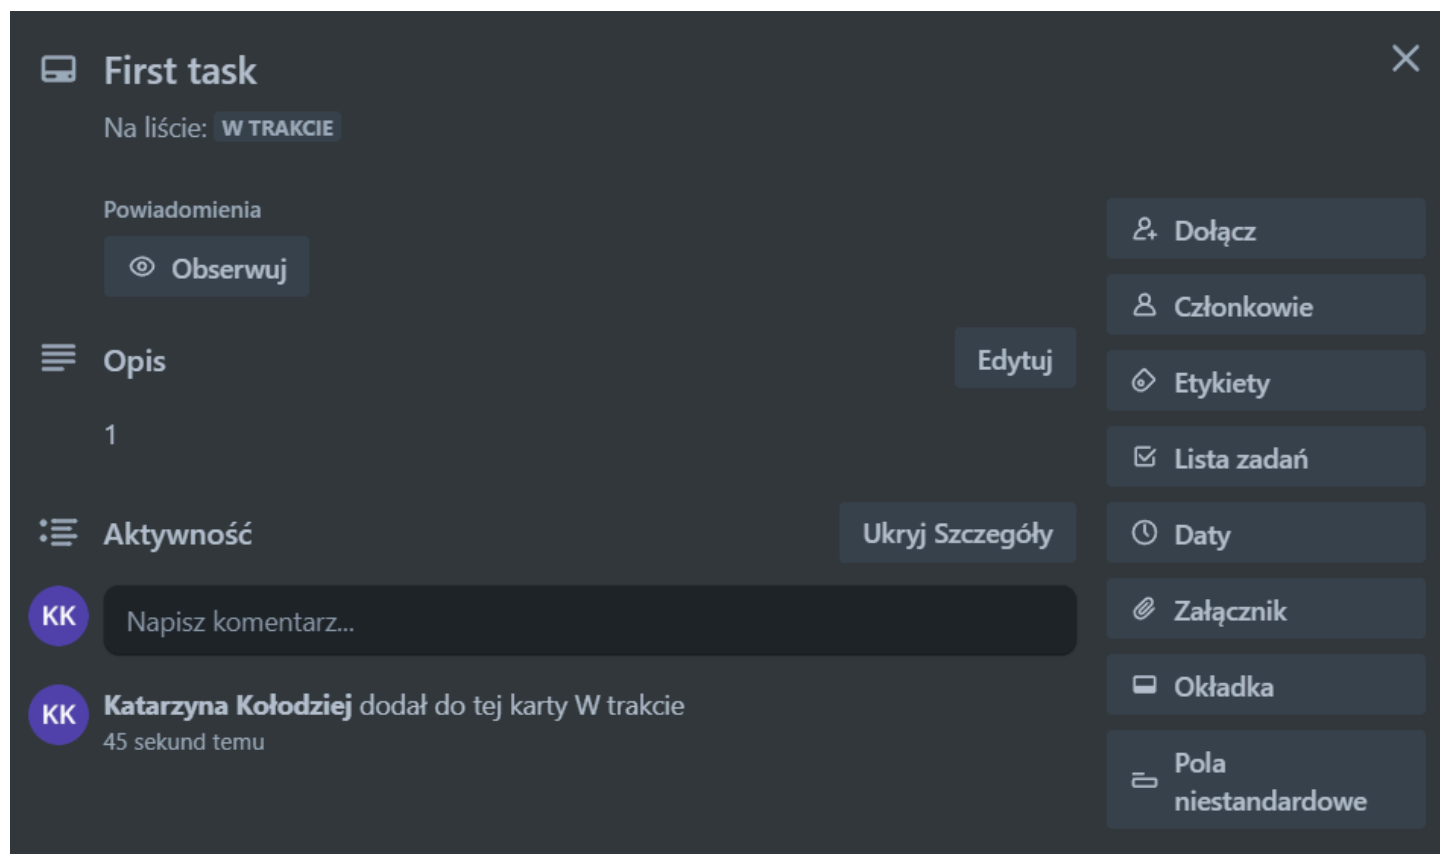 First task
Na liście: W TRAKCIE
Powiadomienia
Obserwuj
Opis
Edytuj
1
Aktywność
Ukryj Szczegóły
KK
Napisz komentarz...
KK
Katarzyna Kołodziej dodał do tej karty W trakcie
45 sekund temu
Dołącz
Członkowie
Etykiety
Lista zadań
Daty
Załącznik
Okładka
Pola
niestandardowe